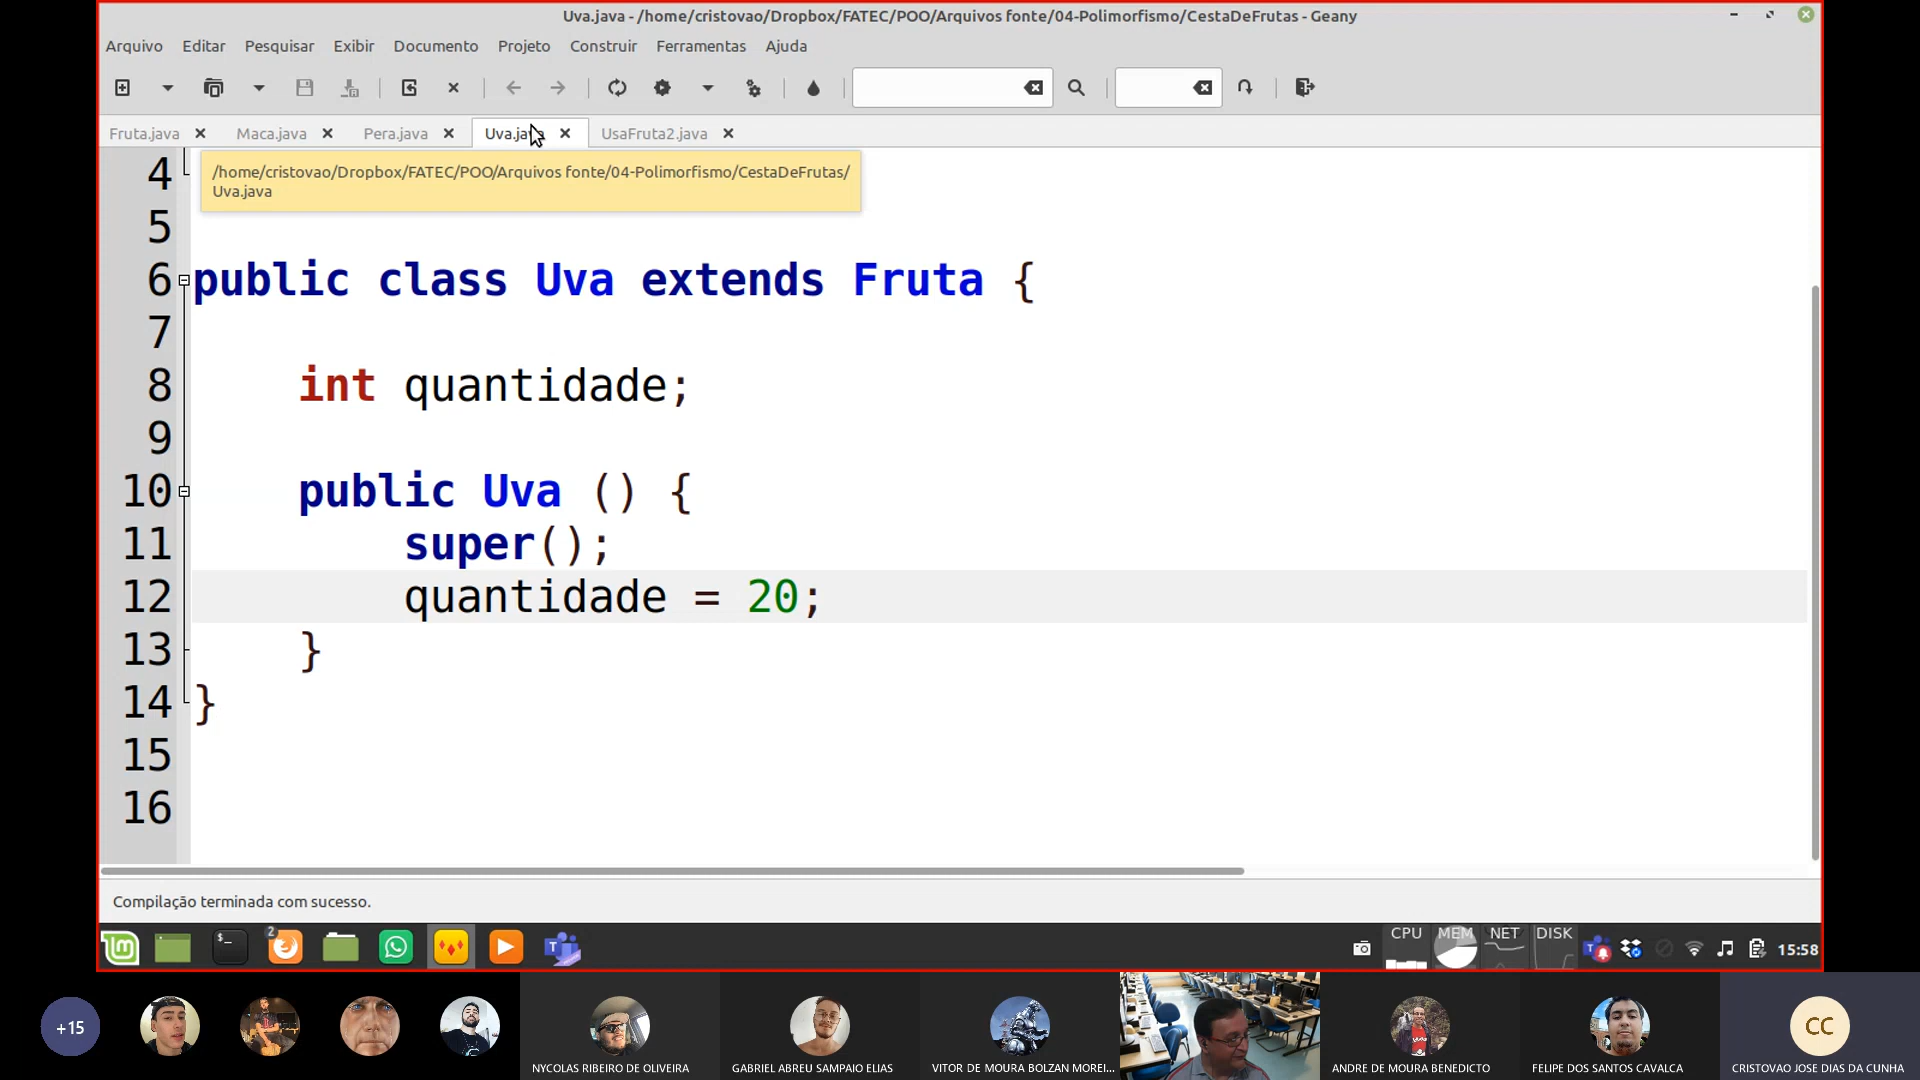 Uva.java - /home/cristovao/Dropbox/FATEC/POO/Arquivos fonte/04-Polimorfismo/CestaDeFrutas - Geany
Arquivo Editar Pesquisar Exibir Documento Projeto Construir Ferramentas Ajuda
Fruta.java Maca.java Pera.java Uva.java UsaFruta2.java
/home/cristovao/Dropbox/FATEC/POO/Arquivos fonte/04-Polimorfismo/CestaDeFrutas/
Uva.java
4
5
6 public class Uva extends Fruta {
7
8 int quantidade;
9
10 public Uva () {
11 super();
12 quantidade = 20;
13 }
14 }
15
16
Compilação terminada com sucesso.
2
CPU MEM NET DISK
15:58
+15
CC
NYCOLAS RIBEIRO DE OLIVEIRA GABRIEL ABREU SAMPAIO ELIAS VITOR DE MOURA BOLZAN MOREI... ANDRE DE MOURA BENEDICTO FELIPE DOS SANTOS CAVALCA CRISTOVAO JOSE DIAS DA CUNHA